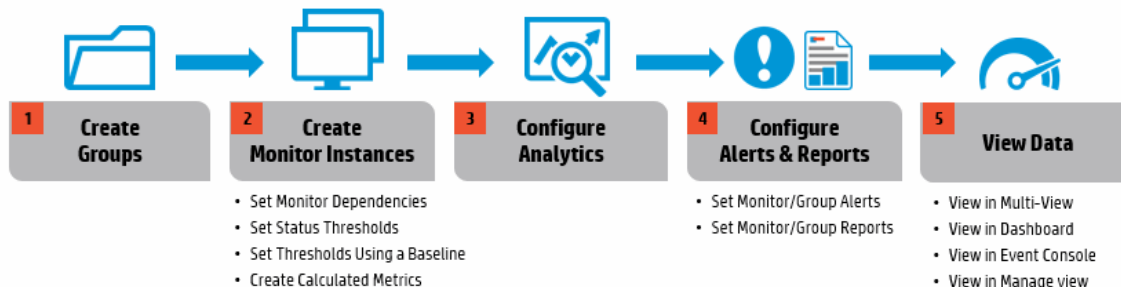 1
Create
Groups
2
Create
Monitor Instances
• Set Monitor Dependencies
• Set Status Thresholds
• Set Thresholds Using a Baseline
• Create Calculated Metrics
3
Configure
Analytics
4
Configure
Alerts & Reports
• Set Monitor/Group Alerts
• Set Monitor/Group Reports
5
View Data
• View in Multi-View
• View in Dashboard
• View in Event Console
• View in Manage view